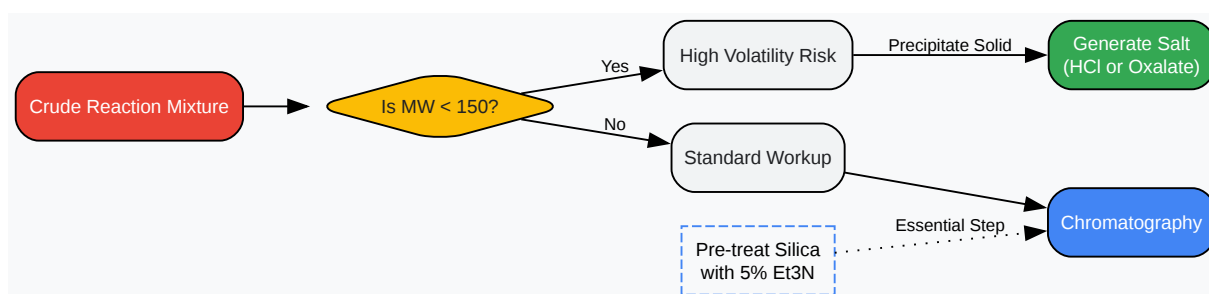 Crude Reaction Mixture
Is MW < 150?
Yes
High Volatility Risk
Precipitate Solid
Generate Salt
(HCl or Oxalate)
No
Standard Workup
Chromatography
Essential Step
Pre-treat Silica
with 5% Et3N